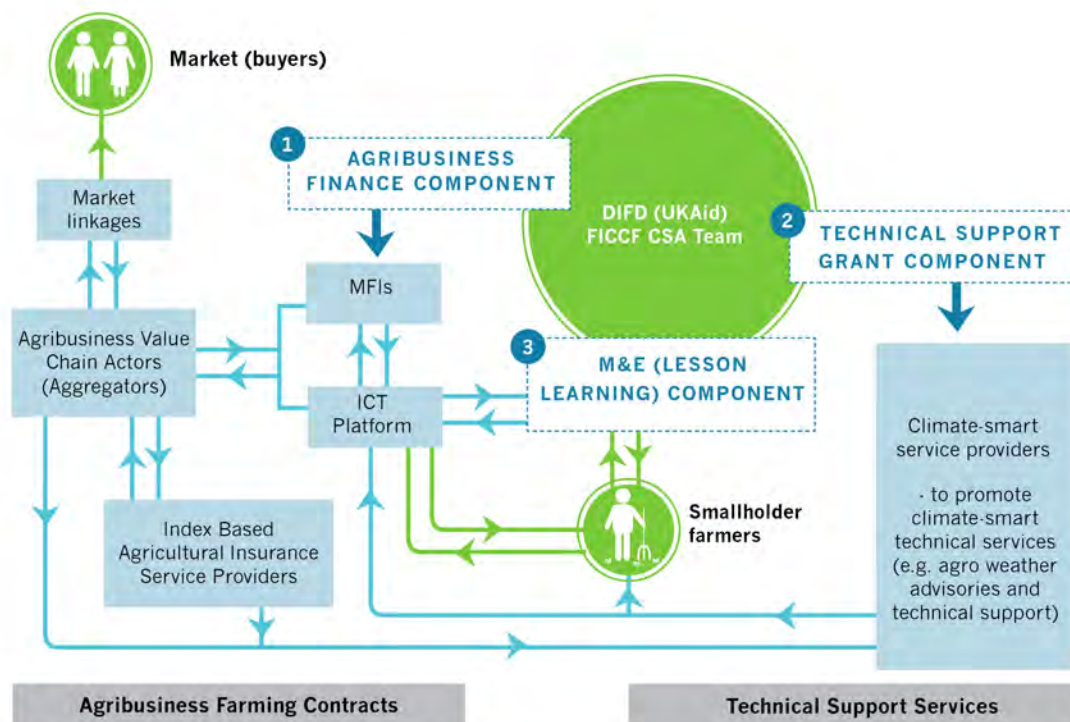 Market (buyers)
1
AGRIBUSINESS
FINANCE COMPONENT
DIFD (UKAid)
FICCF CSA Team
2
TECHNICAL SUPPORT
GRANT COMPONENT
Market
linkages
MFIs
Agribusiness Value
Chain Actors
(Aggregators)
3
M&E (LESSON
LEARNING) COMPONENT
ICT
Platform
Climate-smart
service providers
- to promote
climate-smart
technical services
(e.g. agro weather
advisories and
technical support)
Smallholder
farmers
Index Based
Agricultural Insurance
Service Providers
Agribusiness Farming Contracts
Technical Support Services